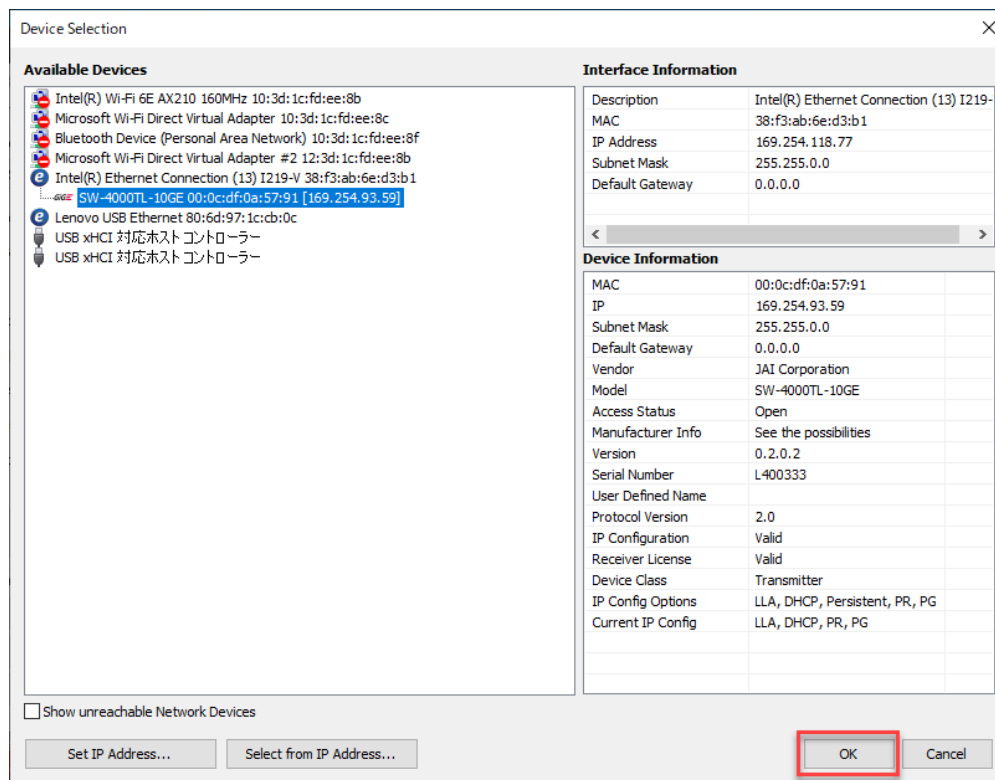 Device Selection
Available Devices
Intel(R) Wi-Fi 6E AX210 160MHz 10:3d:1c:fd:ee:8b
Microsoft Wi-Fi Direct Virtual Adapter 10:3d:1c:fd:ee:8c
Bluetooth Device (Personal Area Network) 10:3d:1c:fd:ee:8f
Microsoft Wi-Fi Direct Virtual Adapter #2 12:3d:1c:fd:ee:8b
Intel(R) Ethernet Connection (13) I219-V 38:f3:ab:6e:d3:b1
GIGE SW-4000TL-10GE 00:0c:df:0a:57:91 [169.254.93.59]
Lenovo USB Ethernet 80:6d:97:1c:cb:0c
USB xHCI 対応ホスト コントローラー
USB xHCI 対応ホスト コントローラー
Show unreachable Network Devices
Set IP Address...
Select from IP Address...
Interface Information
Description Intel(R) Ethernet Connection (13) I219-
MAC 38:f3:ab:6e:d3:b1
IP Address 169.254.118.77
Subnet Mask 255.255.0.0
Default Gateway 0.0.0.0
Device Information
MAC 00:0c:df:0a:57:91
IP 169.254.93.59
Subnet Mask 255.255.0.0
Default Gateway 0.0.0.0
Vendor JAI Corporation
Model SW-4000TL-10GE
Access Status Open
Manufacturer Info See the possibilities
Version 0.2.0.2
Serial Number L400333
User Defined Name
Protocol Version 2.0
IP Configuration Valid
Receiver License Valid
Device Class Transmitter
IP Config Options LLA, DHCP, Persistent, PR, PG
Current IP Config LLA, DHCP, PR, PG
OK
Cancel